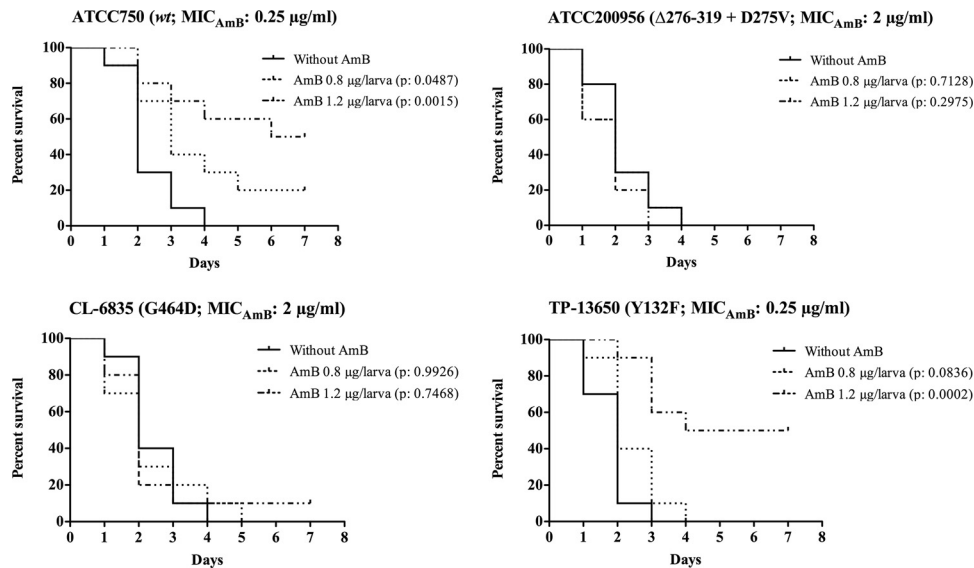 ATCC750 (wt; MICAmB: 0.25 µg/ml)
Percent survival
100
80
60
40
20
0
0 1 2 3 4 5 6 7 8
Days
Without AmB
AmB 0.8 µg/larva (p: 0.0487)
AmB 1.2 µg/larva (p: 0.0015)
ATCC200956 (Δ276-319 + D275V; MICAmB: 2 µg/ml)
Percent survival
100
80
60
40
20
0
0 1 2 3 4 5 6 7 8
Days
Without AmB
AmB 0.8 µg/larva (p: 0.7128)
AmB 1.2 µg/larva (p: 0.2975)
CL-6835 (G464D; MICAmB: 2 µg/ml)
Percent survival
100
80
60
40
20
0
0 1 2 3 4 5 6 7 8
Days
Without AmB
AmB 0.8 µg/larva (p: 0.9926)
AmB 1.2 µg/larva (p: 0.7468)
TP-13650 (Y132F; MICAmB: 0.25 µg/ml)
Percent survival
100
80
60
40
20
0
0 1 2 3 4 5 6 7 8
Days
Without AmB
AmB 0.8 µg/larva (p: 0.0836)
AmB 1.2 µg/larva (p: 0.0002)